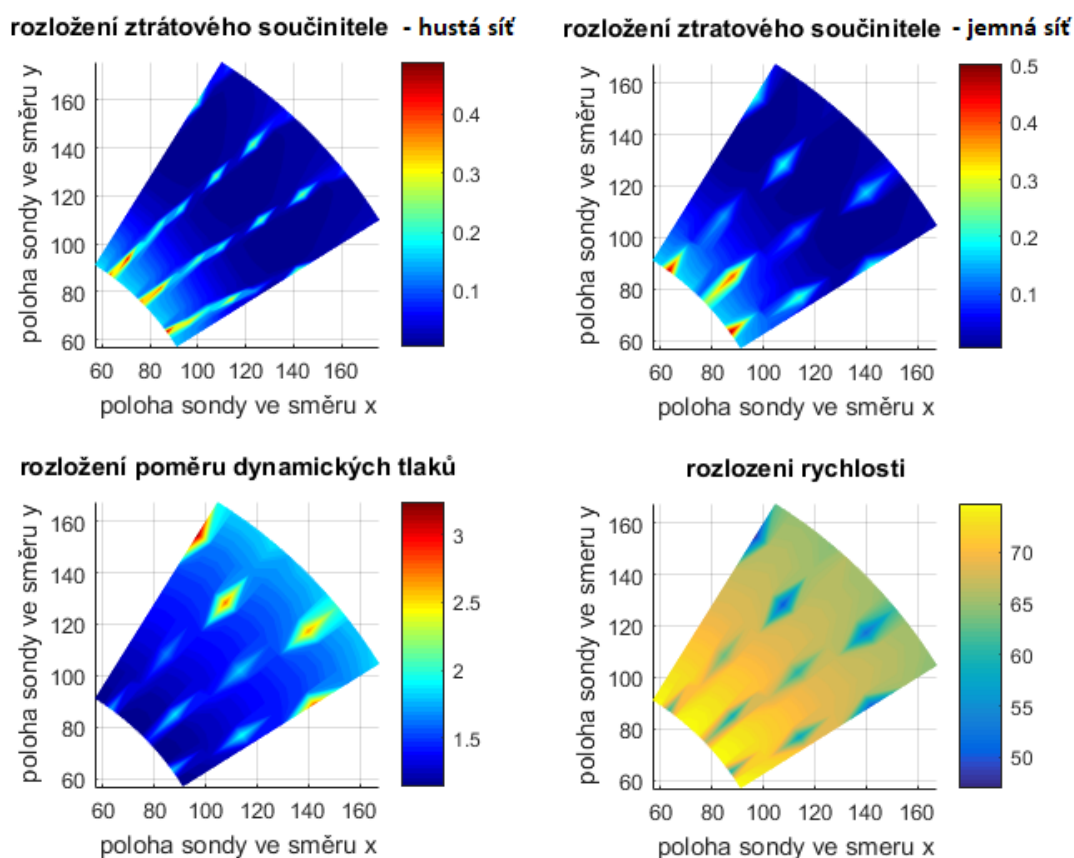 rozložení ztrátového součinitele - hustá síť
poloha sondy ve směru y
160
140
120
100
80
60
60 80 100 120 140 160
poloha sondy ve směru x
0.4
0.3
0.2
0.1
rozložení ztratového součinitele - jemná síť
poloha sondy ve směru y
160
140
120
100
80
60
60 80 100 120 140 160
poloha sondy ve směru x
0.5
0.4
0.3
0.2
0.1
rozložení poměru dynamických tlaků
poloha sondy ve směru y
160
140
120
100
80
60
60 80 100 120 140 160
poloha sondy ve směru x
3
2.5
2
1.5
rozlozeni rychlosti
poloha sondy ve smeru y
160
140
120
100
80
60
60 80 100 120 140 160
poloha sondy ve smeru x
70
65
60
55
50